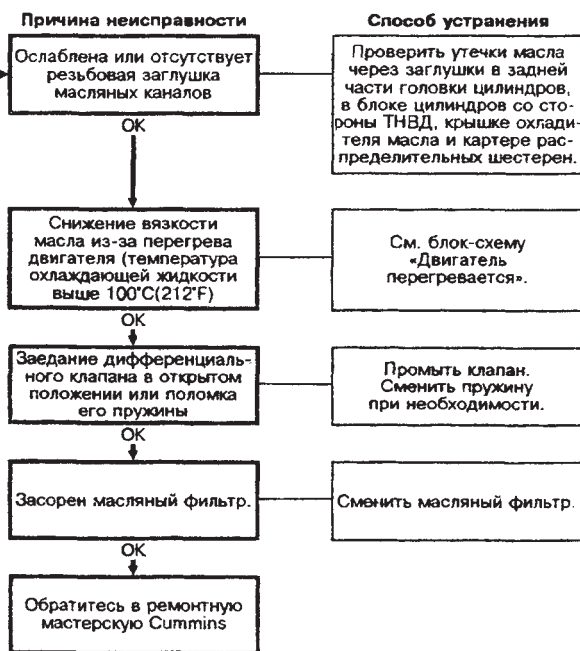 Причина неисправности
Способ устранения
Ослаблена или отсутствует
резьбовая заглушка
масляных каналов
Проверить утечки масла
через заглушки в задней
части головки цилиндров,
в блоке цилиндров со сто-
роны ТНВД, крышке охлади-
теля масла и картере рас-
пределительных шестерен.
ОК
Снижение вязкости
масла из-за перегрева
двигателя (температура
охлаждающей жидкости
выше 100°С(212°F)
См. блок-схему
«Двигатель
перегревается».
ОК
Заедание дифференциаль-
ного клапана в открытом
положении или поломка
его пружины
Промыть клапан.
Сменить пружину
при необходимости.
ОК
Засорен масляный фильтр.
Сменить масляный фильтр.
ОК
Обратитесь в ремонтную
мастерскую Cummins